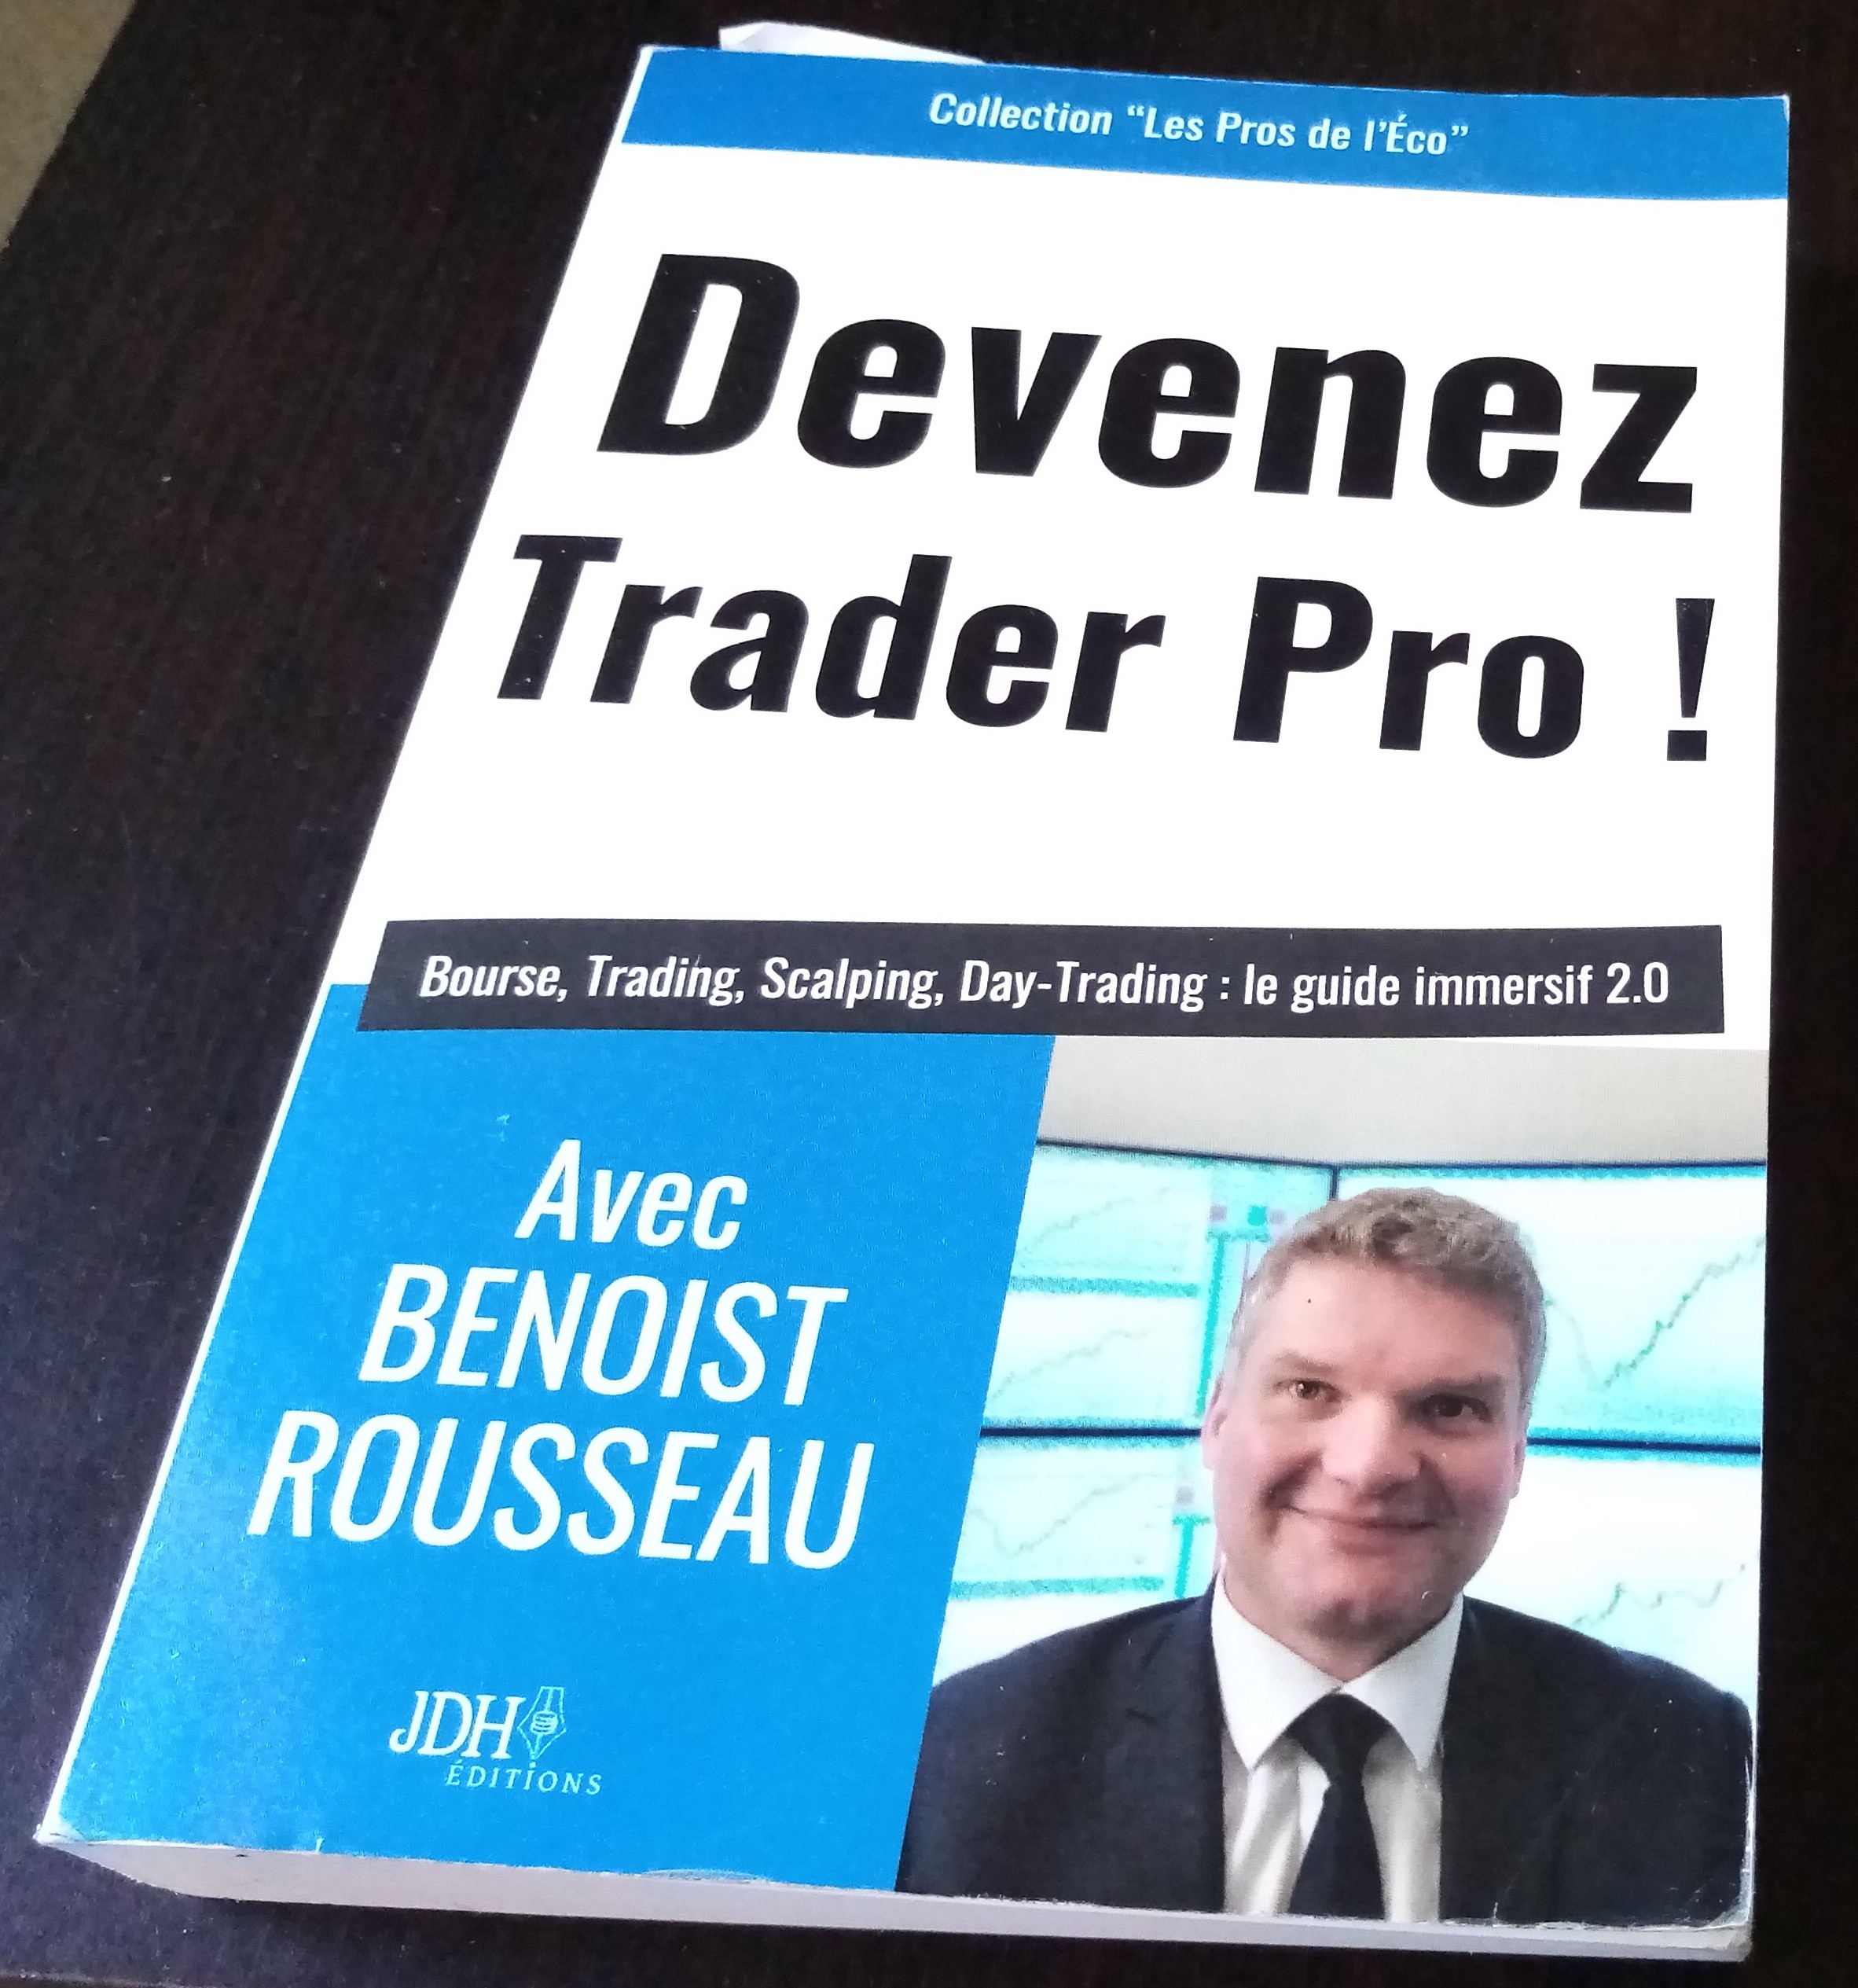 Collection “Les Pros de l’Éco”
Devenez
Trader Pro !
Bourse, Trading, Scalping, Day-Trading : le guide immersif 2.0
Avec
BENOIST
ROUSSEAU
JDH
ÉDITIONS